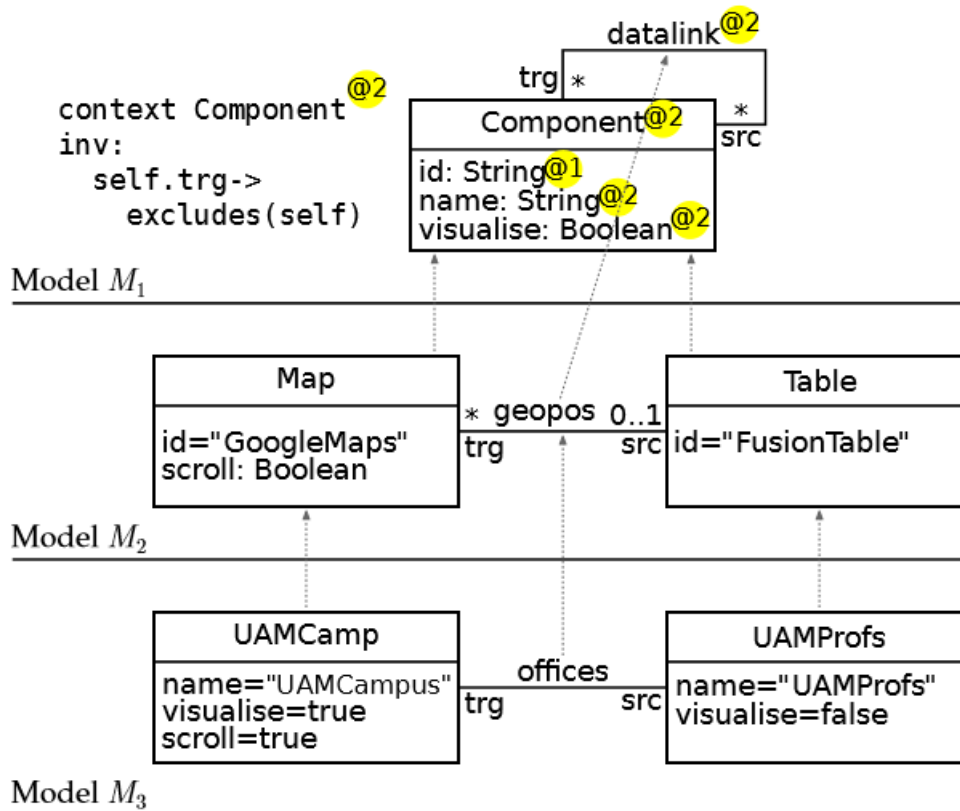 datalink@2
trg * * src
context Component@2
inv:
self.trg->
excludes(self)
Component@2
id: String@1
name: String@2
visualise: Boolean@2
Model M1
Map
id="GoogleMaps"
scroll: Boolean
* geopos 0..1
trg src
Table
id="FusionTable"
Model M2
UAMCamp
name="UAMCampus"
visualise=true
scroll=true
offices
trg src
UAMProfs
name="UAMProfs"
visualise=false
Model M3